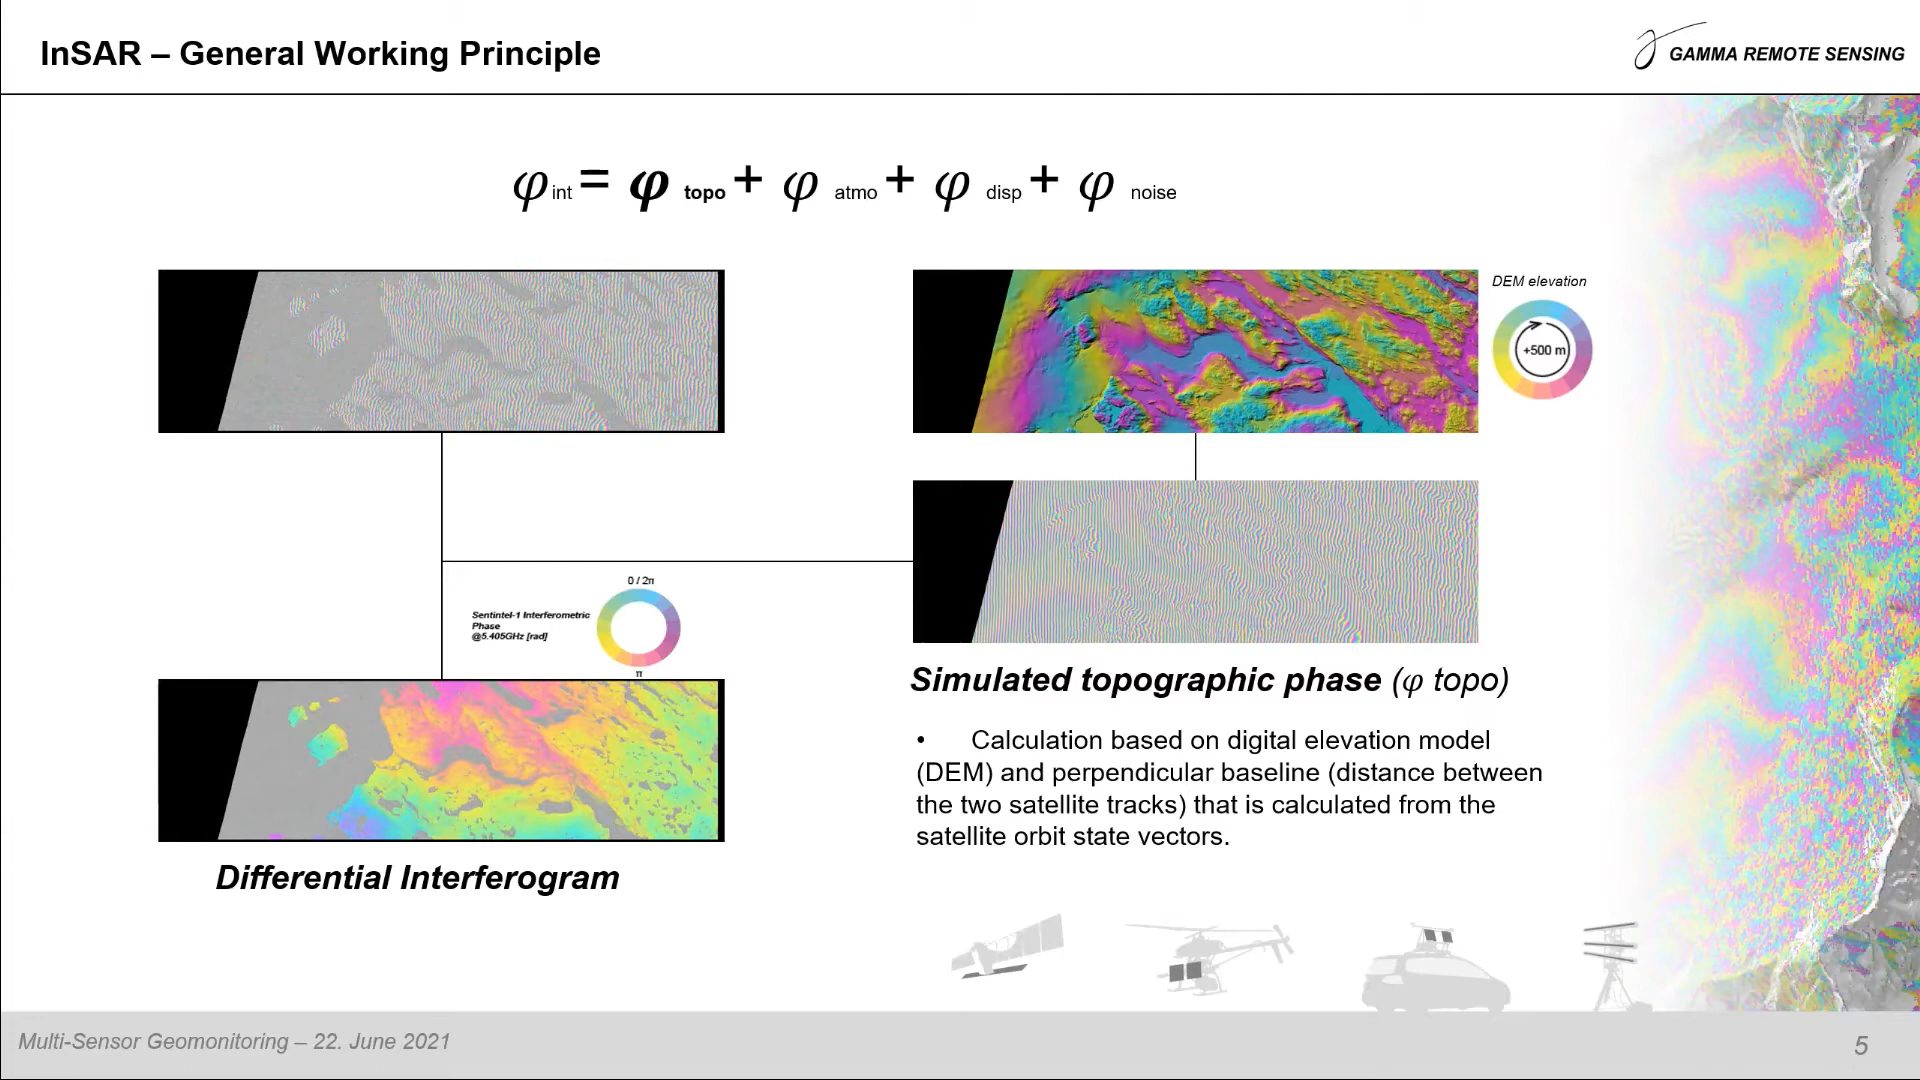 InSAR – General Working Principle
GAMMA REMOTE SENSING
φ int = φ topo + φ atmo + φ disp + φ noise
DEM elevation
+500 m
0 / 2π
Sentintel-1 Interferometric
Phase
@5.405GHz [rad]
π
Simulated topographic phase (φ topo)
• Calculation based on digital elevation model
(DEM) and perpendicular baseline (distance between
the two satellite tracks) that is calculated from the
satellite orbit state vectors.
Differential Interferogram
Multi-Sensor Geomonitoring – 22. June 2021
5